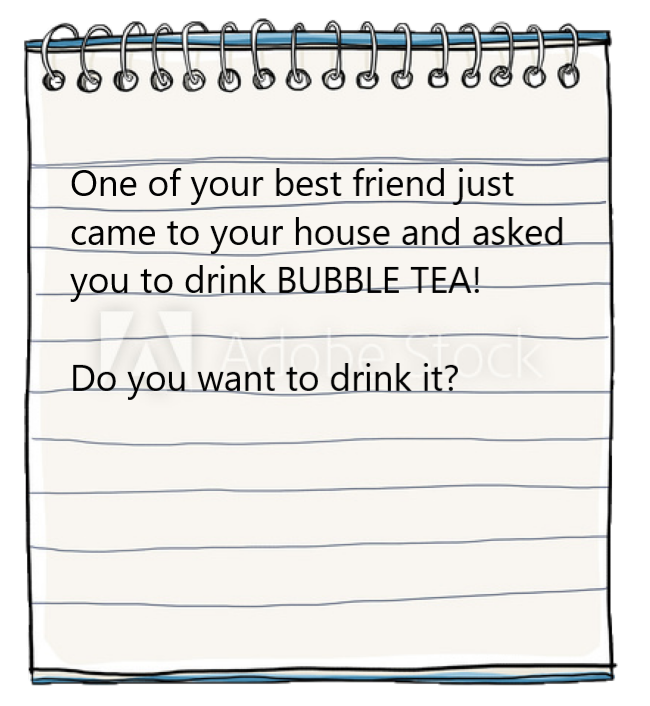 One of your best friend just
came to your house and asked
you to drink BUBBLE TEA!
Adobe Stock
Do you want to drink it?